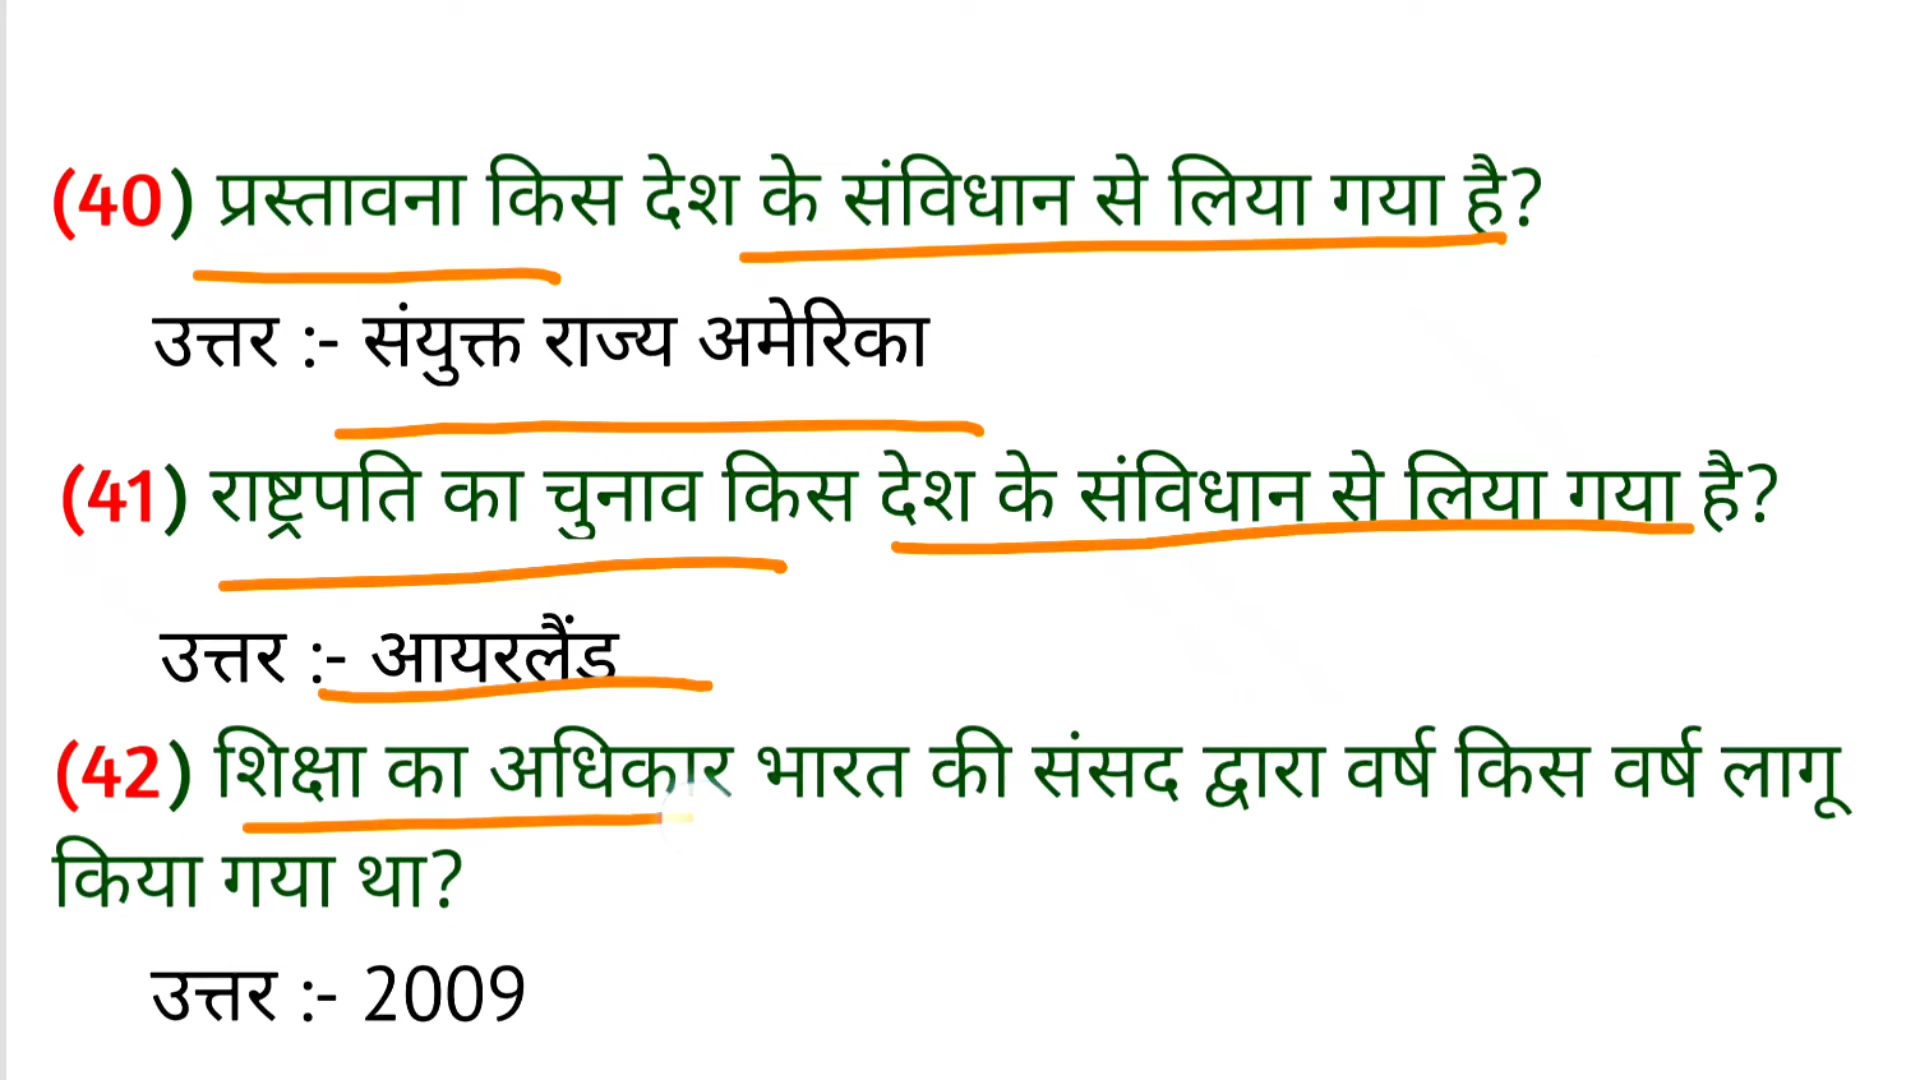 (40) प्रस्तावना किस देश के संविधान से लिया गया है?
उत्तर :- संयुक्त राज्य अमेरिका
(41) राष्ट्रपति का चुनाव किस देश के संविधान से लिया गया है?
उत्तर :- आयरलैंड
(42) शिक्षा का अधिकार भारत की संसद द्वारा वर्ष किस वर्ष लागू
किया गया था?
उत्तर :- 2009